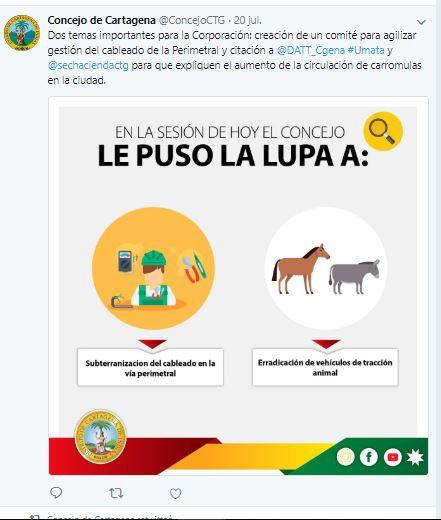 Concejo de Cartagena @ConcejoCTG · 20 jul.
Dos temas importantes para la Corporación: creación de un comité para agilizar
gestión del cableado de la Perimetral y citación a @DATT_Cgena #Umata y
@sechaciendactg para que expliquen el aumento de la circulación de carromulas
en la ciudad.
EN LA SESIÓN DE HOY EL CONCEJO
LE PUSO LA LUPA A:
Subterranizacion del cableado en la
vía perimetral
Erradicación de vehículos de tracción
animal